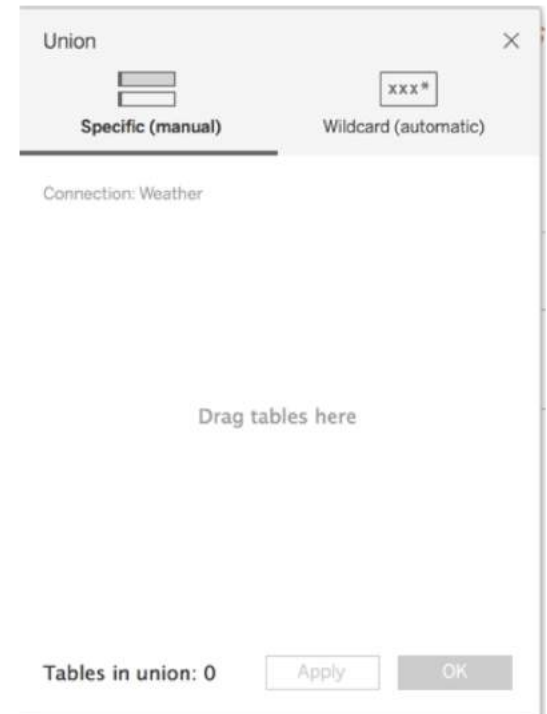 Union
xxx*
Specific (manual)
Wildcard (automatic)
Connection: Weather
Drag tables here
Tables in union: 0
Apply
OK